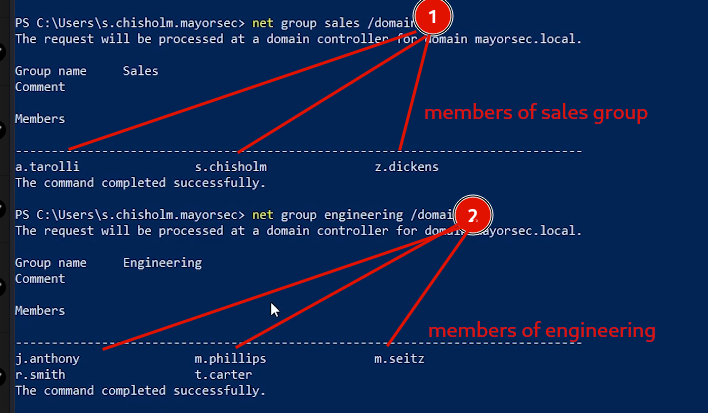 PS C:\Users\s.chisholm.mayorsec> net group sales /domain
1
The request will be processed at a domain controller for domain mayorsec.local.
Group name     Sales
Comment
Members
members of sales group
-------------------------------------------------------------------------------
a.tarolli               s.chisholm               z.dickens
The command completed successfully.
PS C:\Users\s.chisholm.mayorsec> net group engineering /domain
2
The request will be processed at a domain controller for domain mayorsec.local.
Group name     Engineering
Comment
Members
members of engineering
-------------------------------------------------------------------------------
j.anthony               m.phillips               m.seitz
r.smith                 t.carter
The command completed successfully.